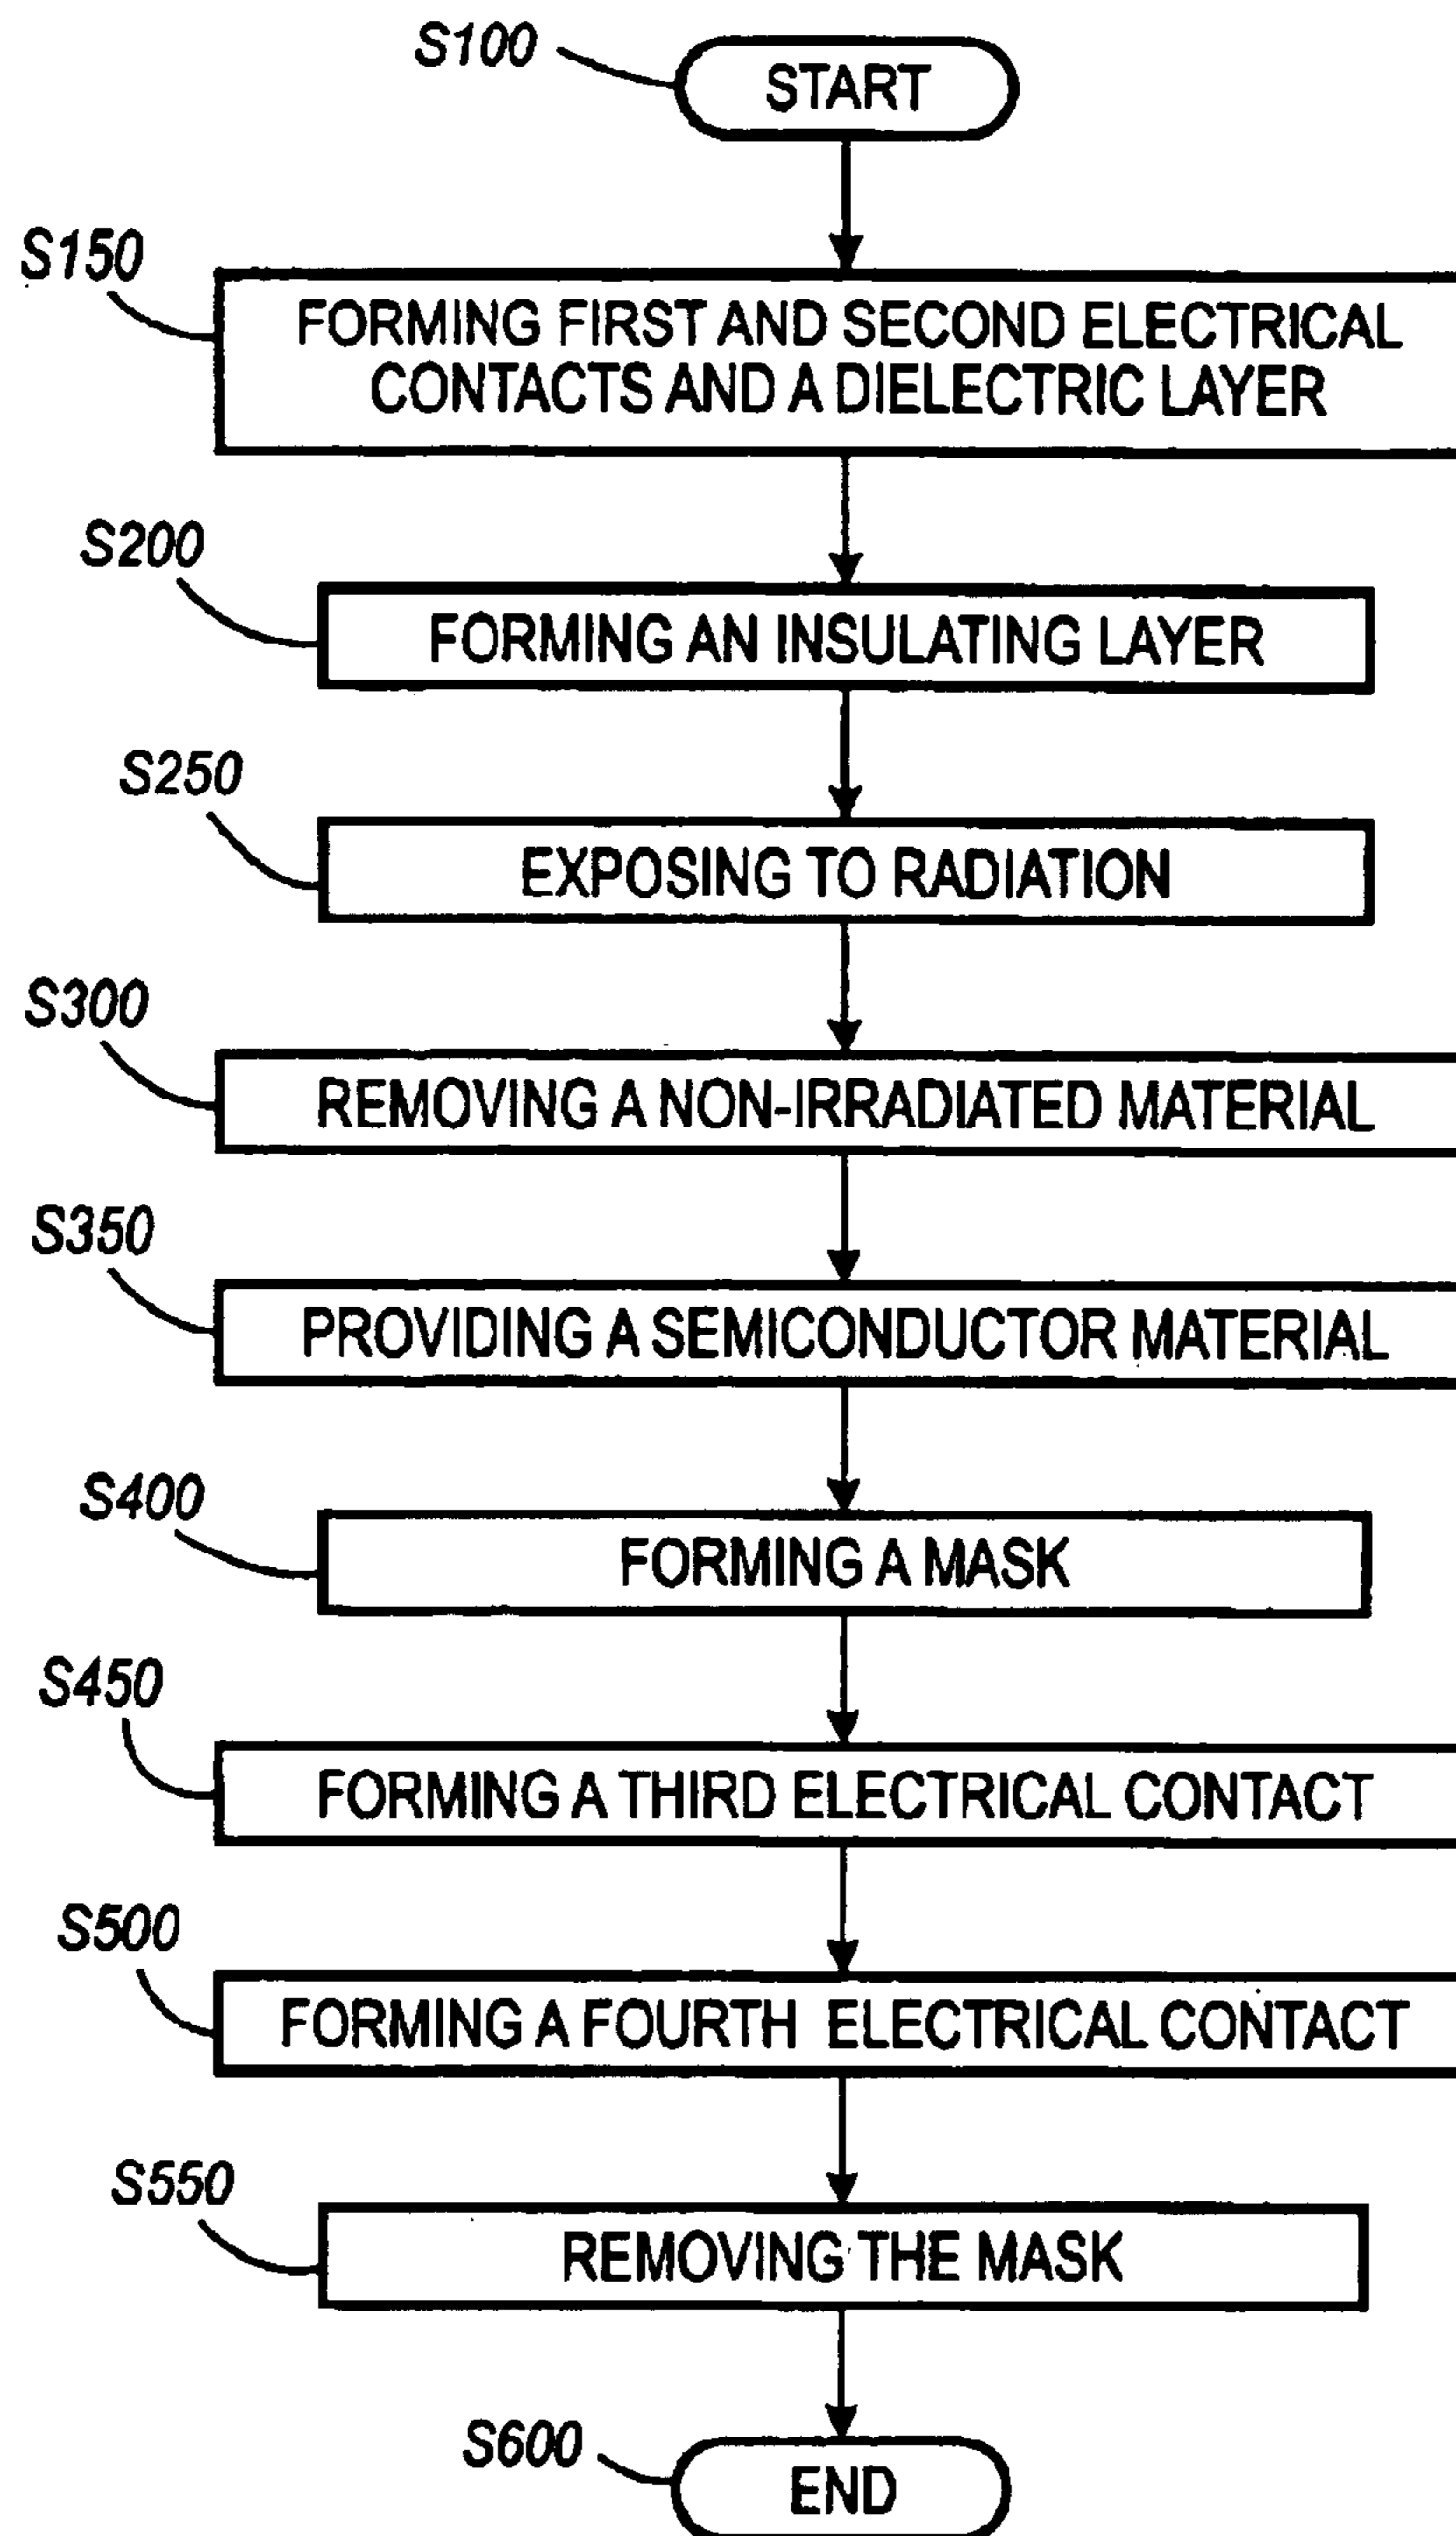 S100
START
S150
FORMING FIRST AND SECOND ELECTRICAL
CONTACTS AND A DIELECTRIC LAYER
S200
FORMING AN INSULATING LAYER
S250
EXPOSING TO RADIATION
S300
REMOVING A NON-IRRADIATED MATERIAL
S350
PROVIDING A SEMICONDUCTOR MATERIAL
S400
FORMING A MASK
S450
FORMING A THIRD ELECTRICAL CONTACT
S500
FORMING A FOURTH ELECTRICAL CONTACT
S550
REMOVING THE MASK
S600
END